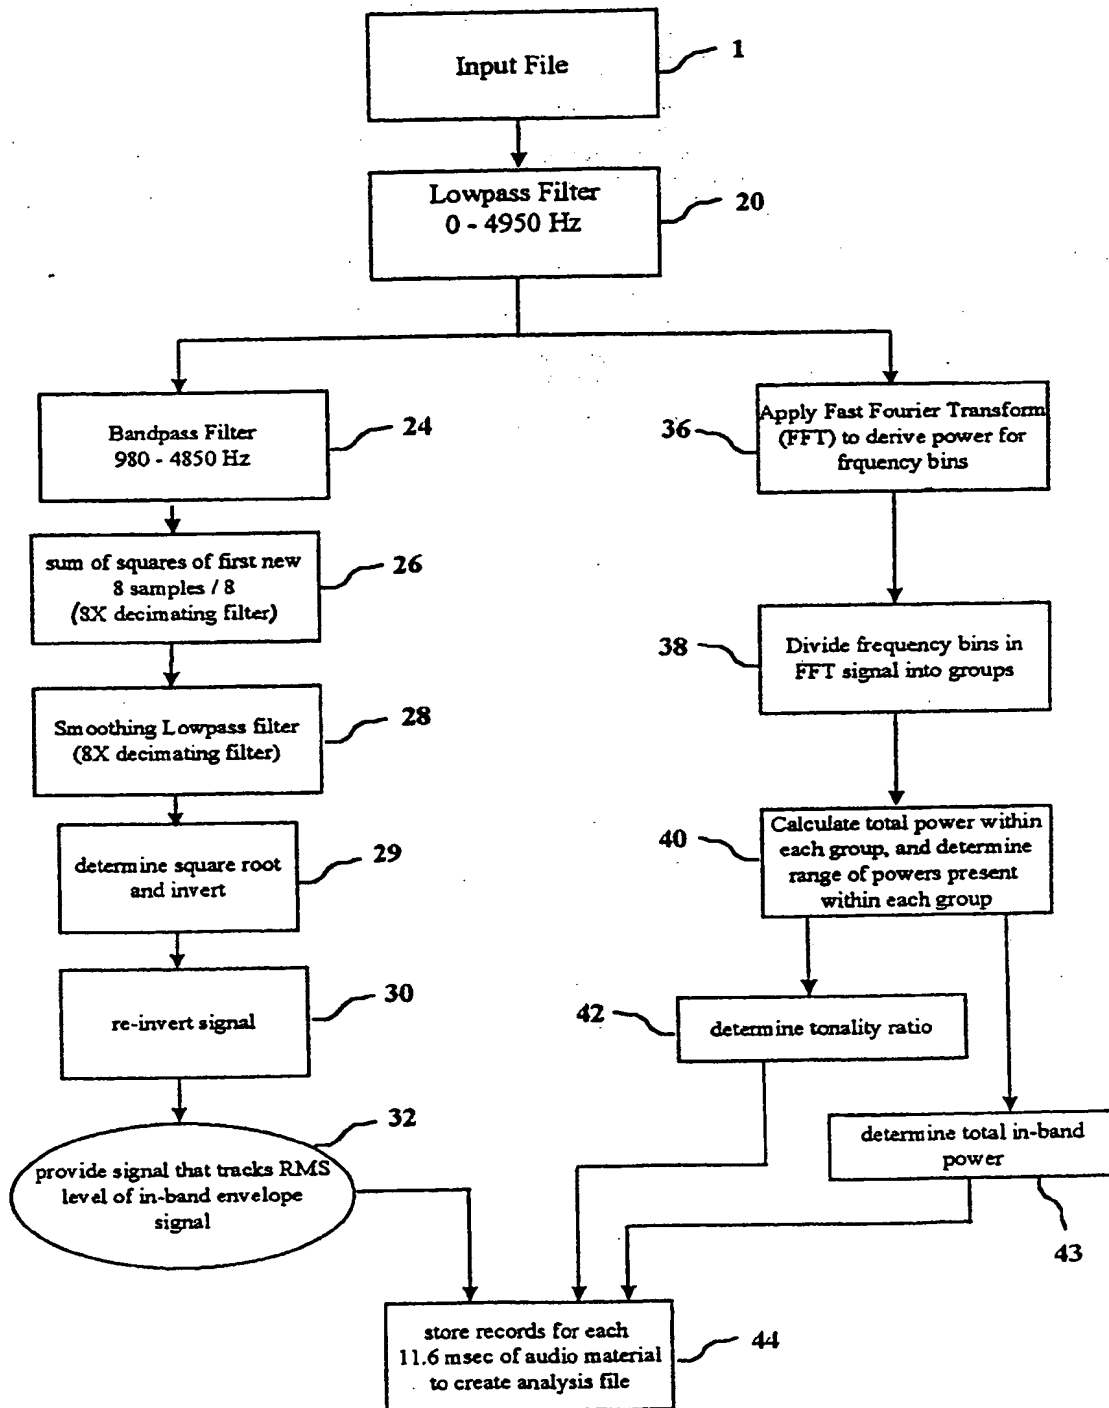 Input File
1
Lowpass Filter
0 - 4950 Hz
20
Bandpass Filter
980 - 4850 Hz
24
sum of squares of first new
8 samples / 8
(8X decimating filter)
26
Smoothing Lowpass filter
(8X decimating filter)
28
determine square root
and invert
29
re-invert signal
30
32
provide signal that tracks RMS
level of in-band envelope
signal
Apply Fast Fourier Transform
(FFT) to derive power for
frquency bins
36
Divide frequency bins in
FFT signal into groups
38
Calculate total power within
each group, and determine
range of powers present
within each group
40
determine tonality ratio
42
determine total in-band
power
43
store records for each
11.6 msec of audio material
to create analysis file
44